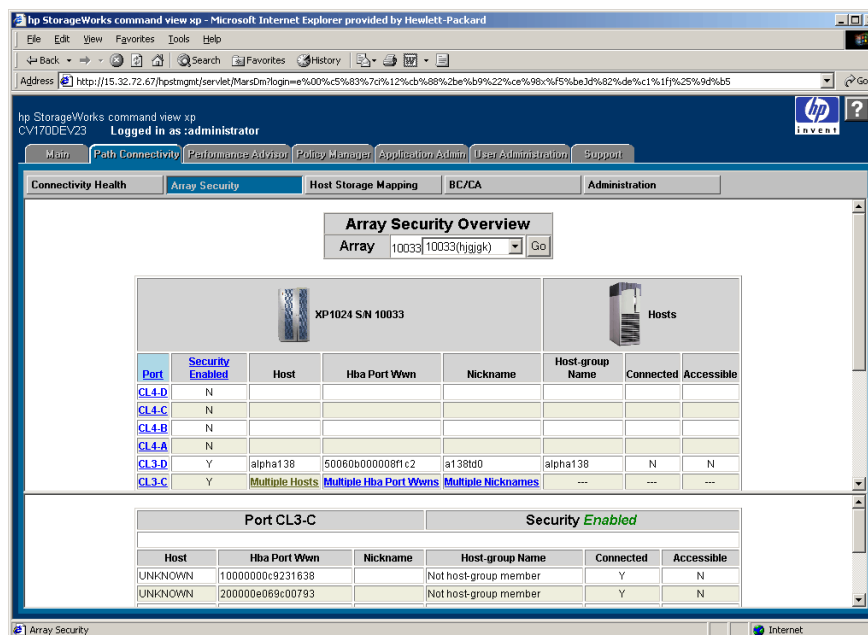 hp StorageWorks command view xp - Microsoft Internet Explorer provided by Hewlett-Packard
File Edit View Favorites Tools Help
Back Search Favorites History
Address http://15.32.72.67/hpstmgmt/servlet/MarsDm?login=e%00%c5%83%7ci%12%cb%88%2be%b9%22%ce%98x%f5%beJd%82%de%c1%1fj%25%9d%b5 Go
hp StorageWorks command view xp
CV170DEV23 Logged in as :administrator
hp
invent
?
Main Path Connectivity Performance Advisor Policy Manager Application Admin User Administration Support
Connectivity Health Array Security Host Storage Mapping BC/CA Administration
Array Security Overview
Array 10033 10033(hjgjgk) Go
XP1024 S/N 10033 Hosts
Port Security Enabled Host Hba Port Wwn Nickname Host-group Name Connected Accessible
CL4-D N
CL4-C N
CL4-B N
CL4-A N
CL3-D Y alpha138 50060b000008f1c2 a138td0 alpha138 N N
CL3-C Y Multiple Hosts Multiple Hba Port Wwns Multiple Nicknames --- --- ---
Port CL3-C Security Enabled
Host Hba Port Wwn Nickname Host-group Name Connected Accessible
UNKNOWN 10000000c9231638 Not host-group member Y N
UNKNOWN 200000e069c00793 Not host-group member Y N
Array Security Internet